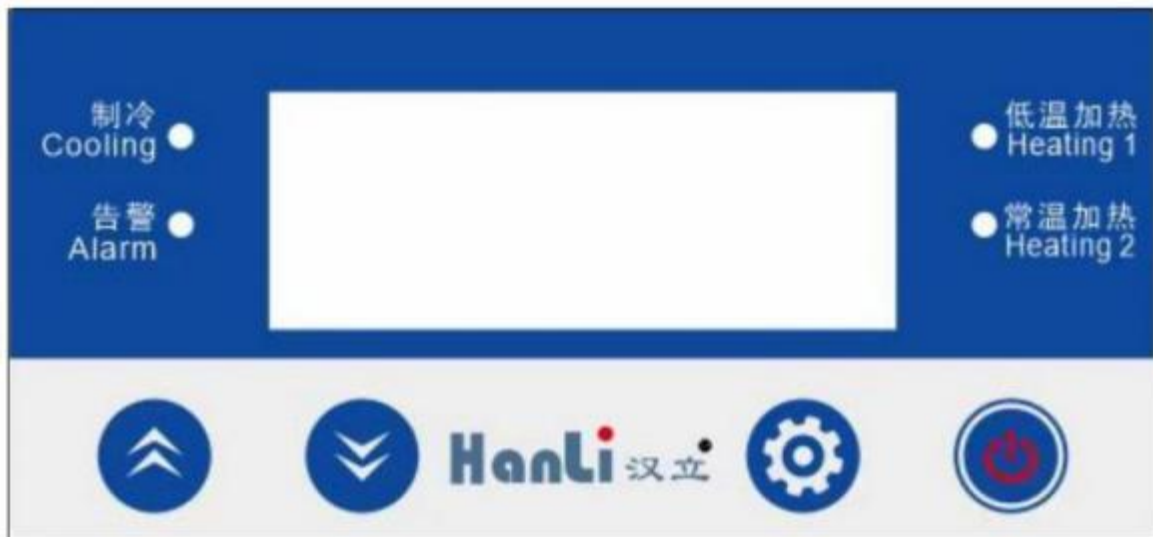 制冷
Cooling
告警
Alarm
低温加热
Heating 1
常温加热
Heating 2
HanLi 汉立